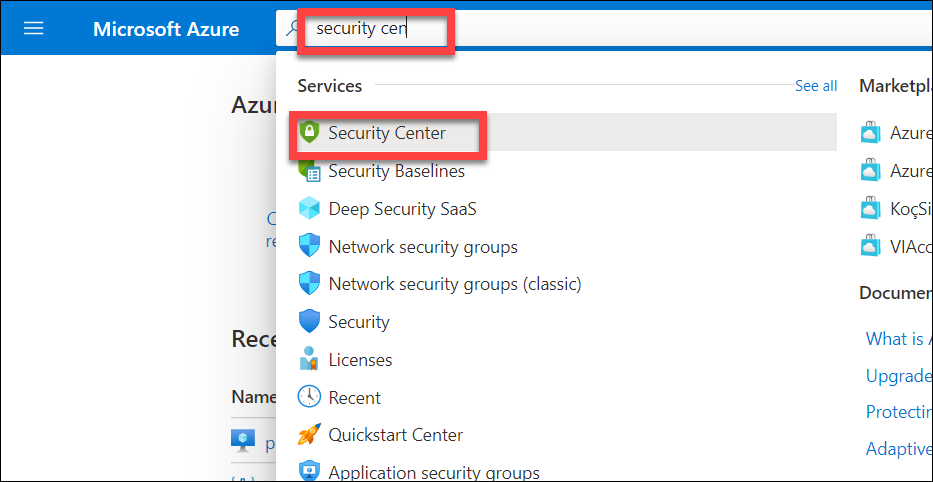 Microsoft Azure
security cen
Services
See all
Security Center
Security Baselines
Deep Security SaaS
Network security groups
Network security groups (classic)
Security
Licenses
Recent
Quickstart Center
Application security groups
Marketpl
Azure
Azure
KoçSi
VIAcc
Documen
What is
Upgrade
Protectin
Adaptive
Azu
Rece
Name